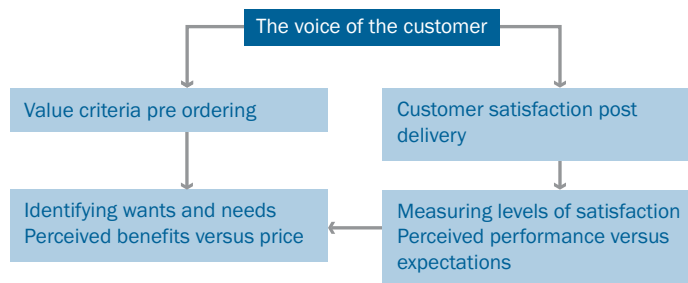 The voice of the customer
Value criteria pre ordering
Customer satisfaction post
delivery
Identifying wants and needs
Perceived benefits versus price
Measuring levels of satisfaction
Perceived performance versus
expectations